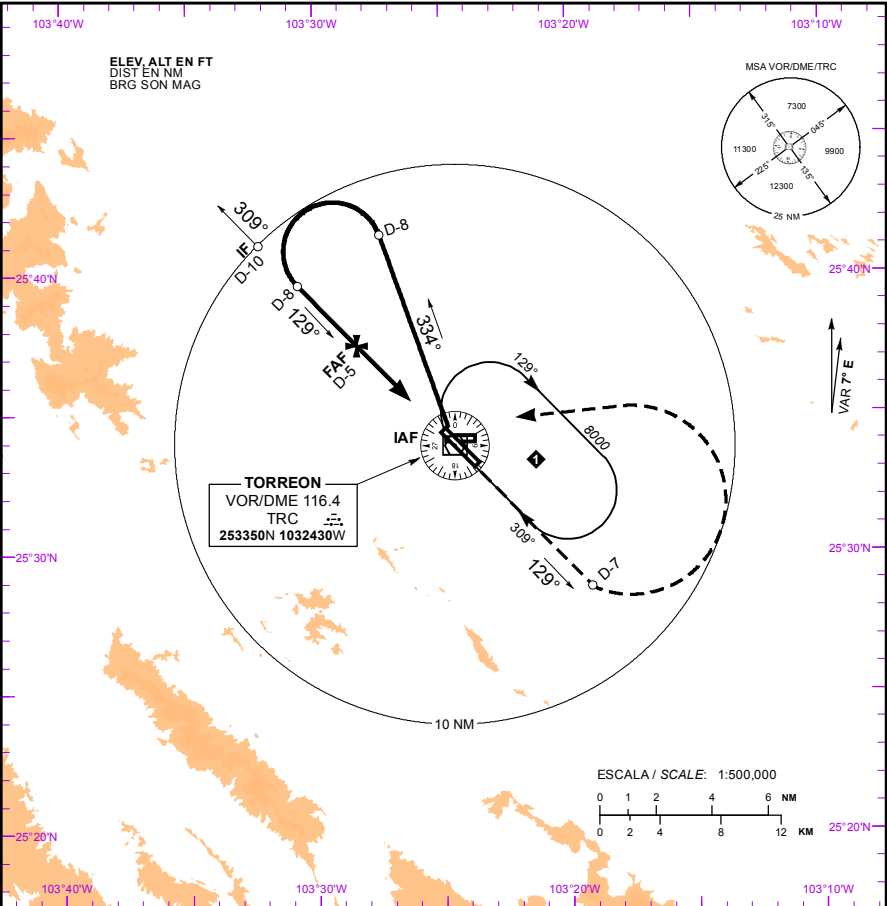 103°40'W
103°30'W
103°20'W
103°10'W
ELEV, ALT EN FT
DIST EN NM
BRG SON MAG
MSA VOR/DME/TRC
7300
315°
045°
11300
9900
225°
135°
12300
25 NM
309°
IF
D-10
D-8
25°40'N
25°40'N
D-8
129°
334°
FAF
D-5
VAR 7° E
129°
8000
IAF
0
27
9
18
1
TORREON
VOR/DME 116.4
TRC
253350N 1032430W
309°
129°
D-7
25°30'N
25°30'N
10 NM
ESCALA / SCALE: 1:500,000
0 1 2 4 6 NM
0 2 4 8 12 KM
25°20'N
25°20'N
103°40'W
103°30'W
103°20'W
103°10'W